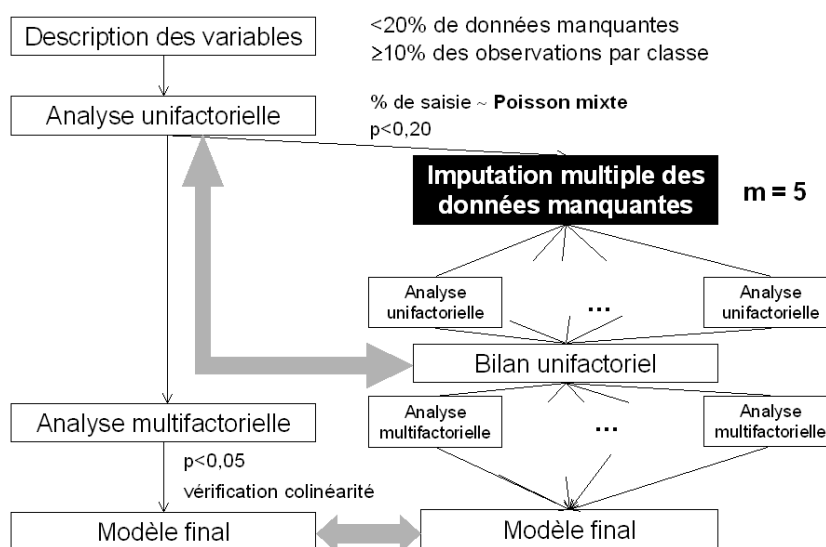 Description des variables
<20% de données manquantes
≥10% des observations par classe
Analyse unifactorielle
% de saisie ~ Poisson mixte
p<0,20
Imputation multiple des
données manquantes
m = 5
Analyse
unifactorielle
...
Analyse
unifactorielle
Bilan unifactoriel
Analyse multifactorielle
Analyse
multifactorielle
...
Analyse
multifactorielle
p<0,05
vérification colinéarité
Modèle final
Modèle final